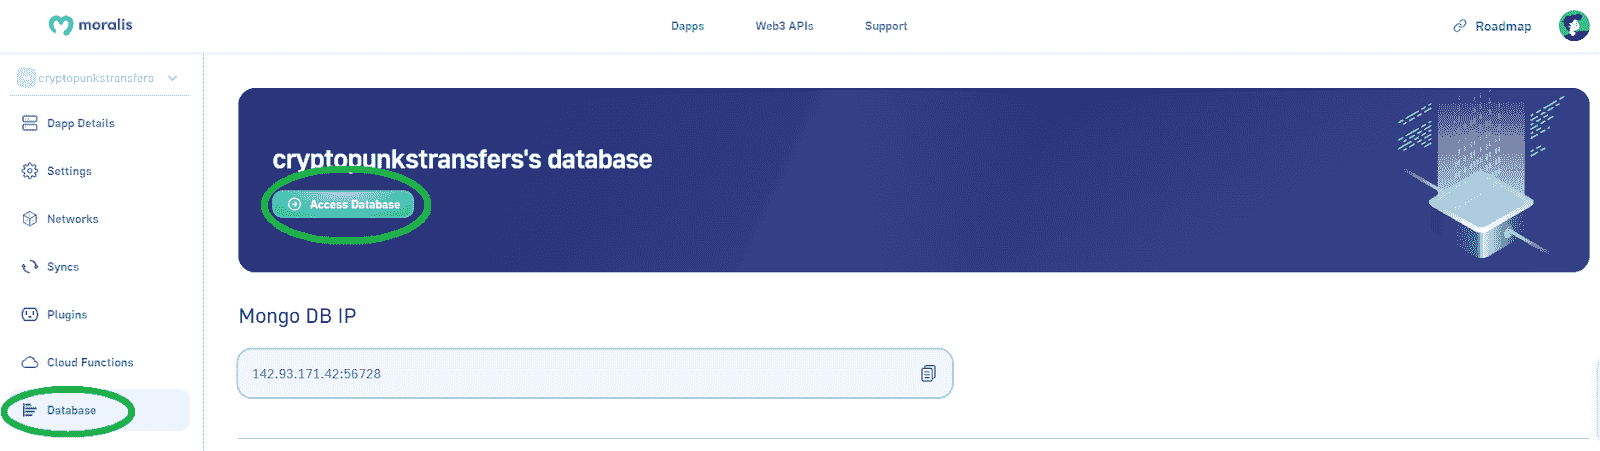 moralis
Dapps Web3 APIs Support
Roadmap
cryptopunkstransfers
Dapp Details
Settings
Networks
Syncs
Plugins
Cloud Functions
Database
cryptopunkstransfers's database
Access Database
Mongo DB IP
142.93.171.42:56728